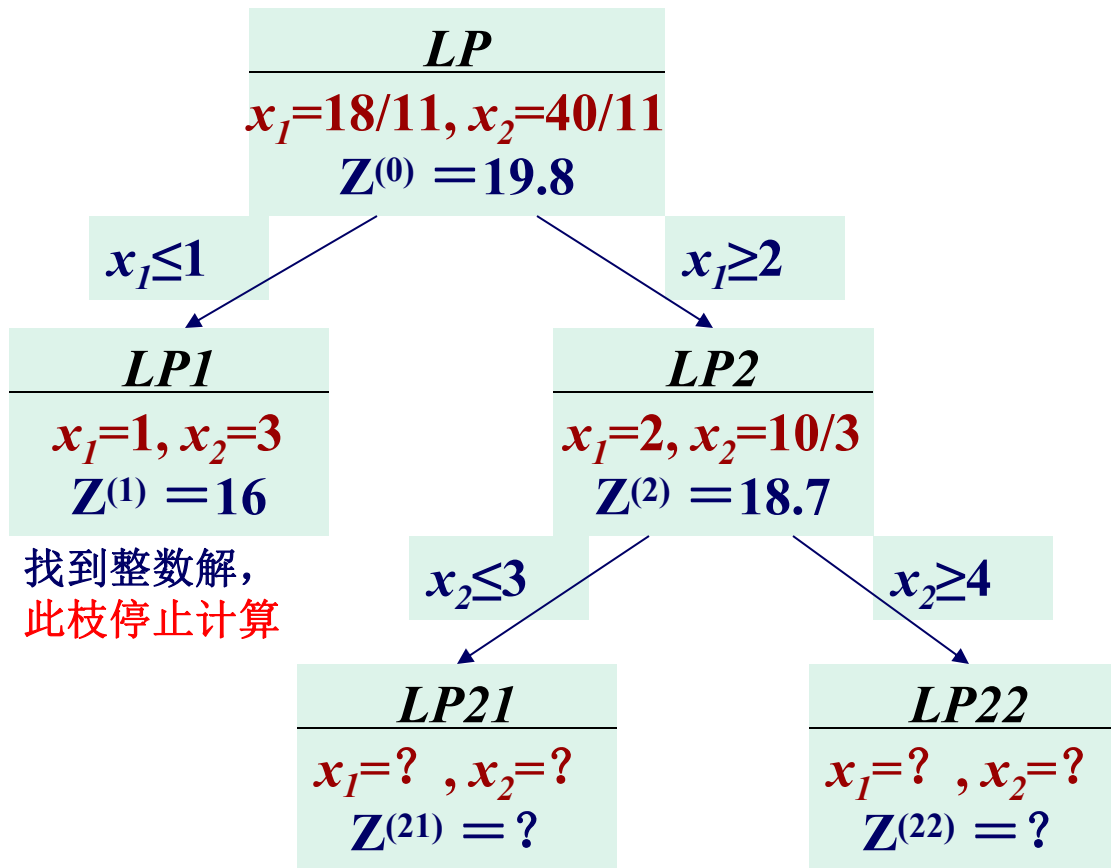 LP
x₁=18/11, x₂=40/11
Z⁽⁰⁾ ＝19.8
x₁≤1
x₁≥2
LP1
x₁=1, x₂=3
Z⁽¹⁾ ＝16
找到整数解，
此枝停止计算
LP2
x₁=2, x₂=10/3
Z⁽²⁾ ＝18.7
x₂≤3
x₂≥4
LP21
x₁=？, x₂=？
Z⁽²¹⁾ ＝？
LP22
x₁=？, x₂=？
Z⁽²²⁾ ＝？